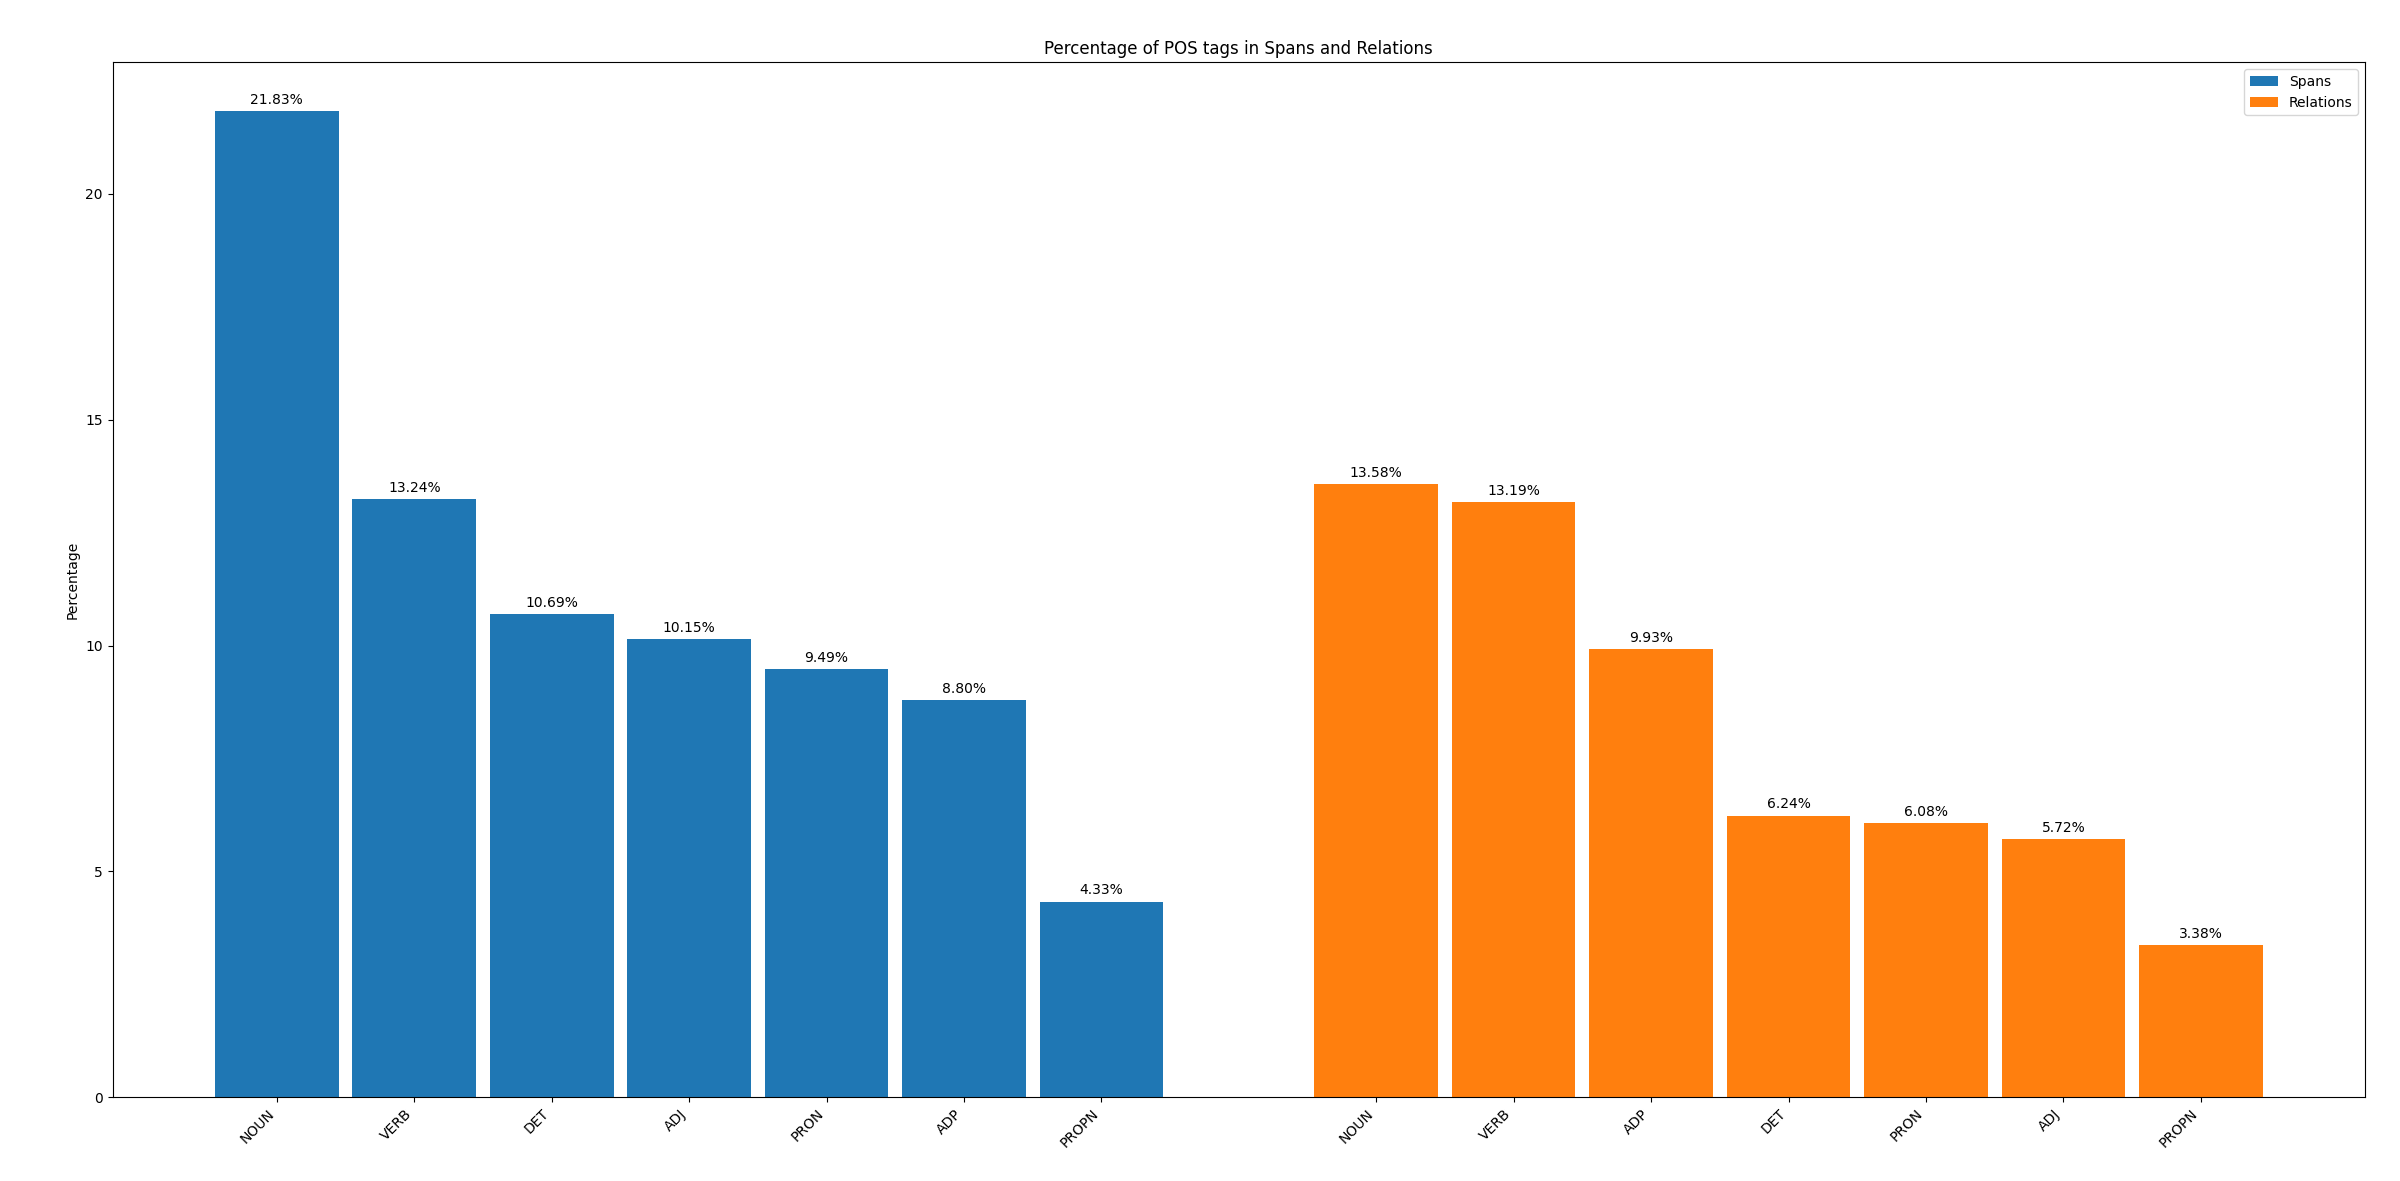 Percentage of POS tags in Spans and Relations
Spans
Relations
Percentage
20
15
10
5
0
21.83%
13.24%
10.69%
10.15%
9.49%
8.80%
4.33%
13.58%
13.19%
9.93%
6.24%
6.08%
5.72%
3.38%
NOUN
VERB
DET
ADJ
PRON
ADP
PROPN
NOUN
VERB
ADP
DET
PRON
ADJ
PROPN